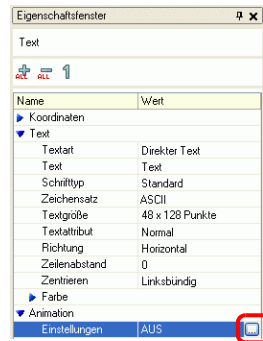 Eigenschaftsfenster
Text
ALL ALL 1
Name Wert
Koordinaten
Text
Textart Direkter Text
Text Text
Schrifttyp Standard
Zeichensatz ASCII
Textgröße 48 x 128 Punkte
Textattribut Normal
Richtung Horizontal
Zeilenabstand 0
Zentrieren Linksbündig
Farbe
Animation
Einstellungen AUS ...